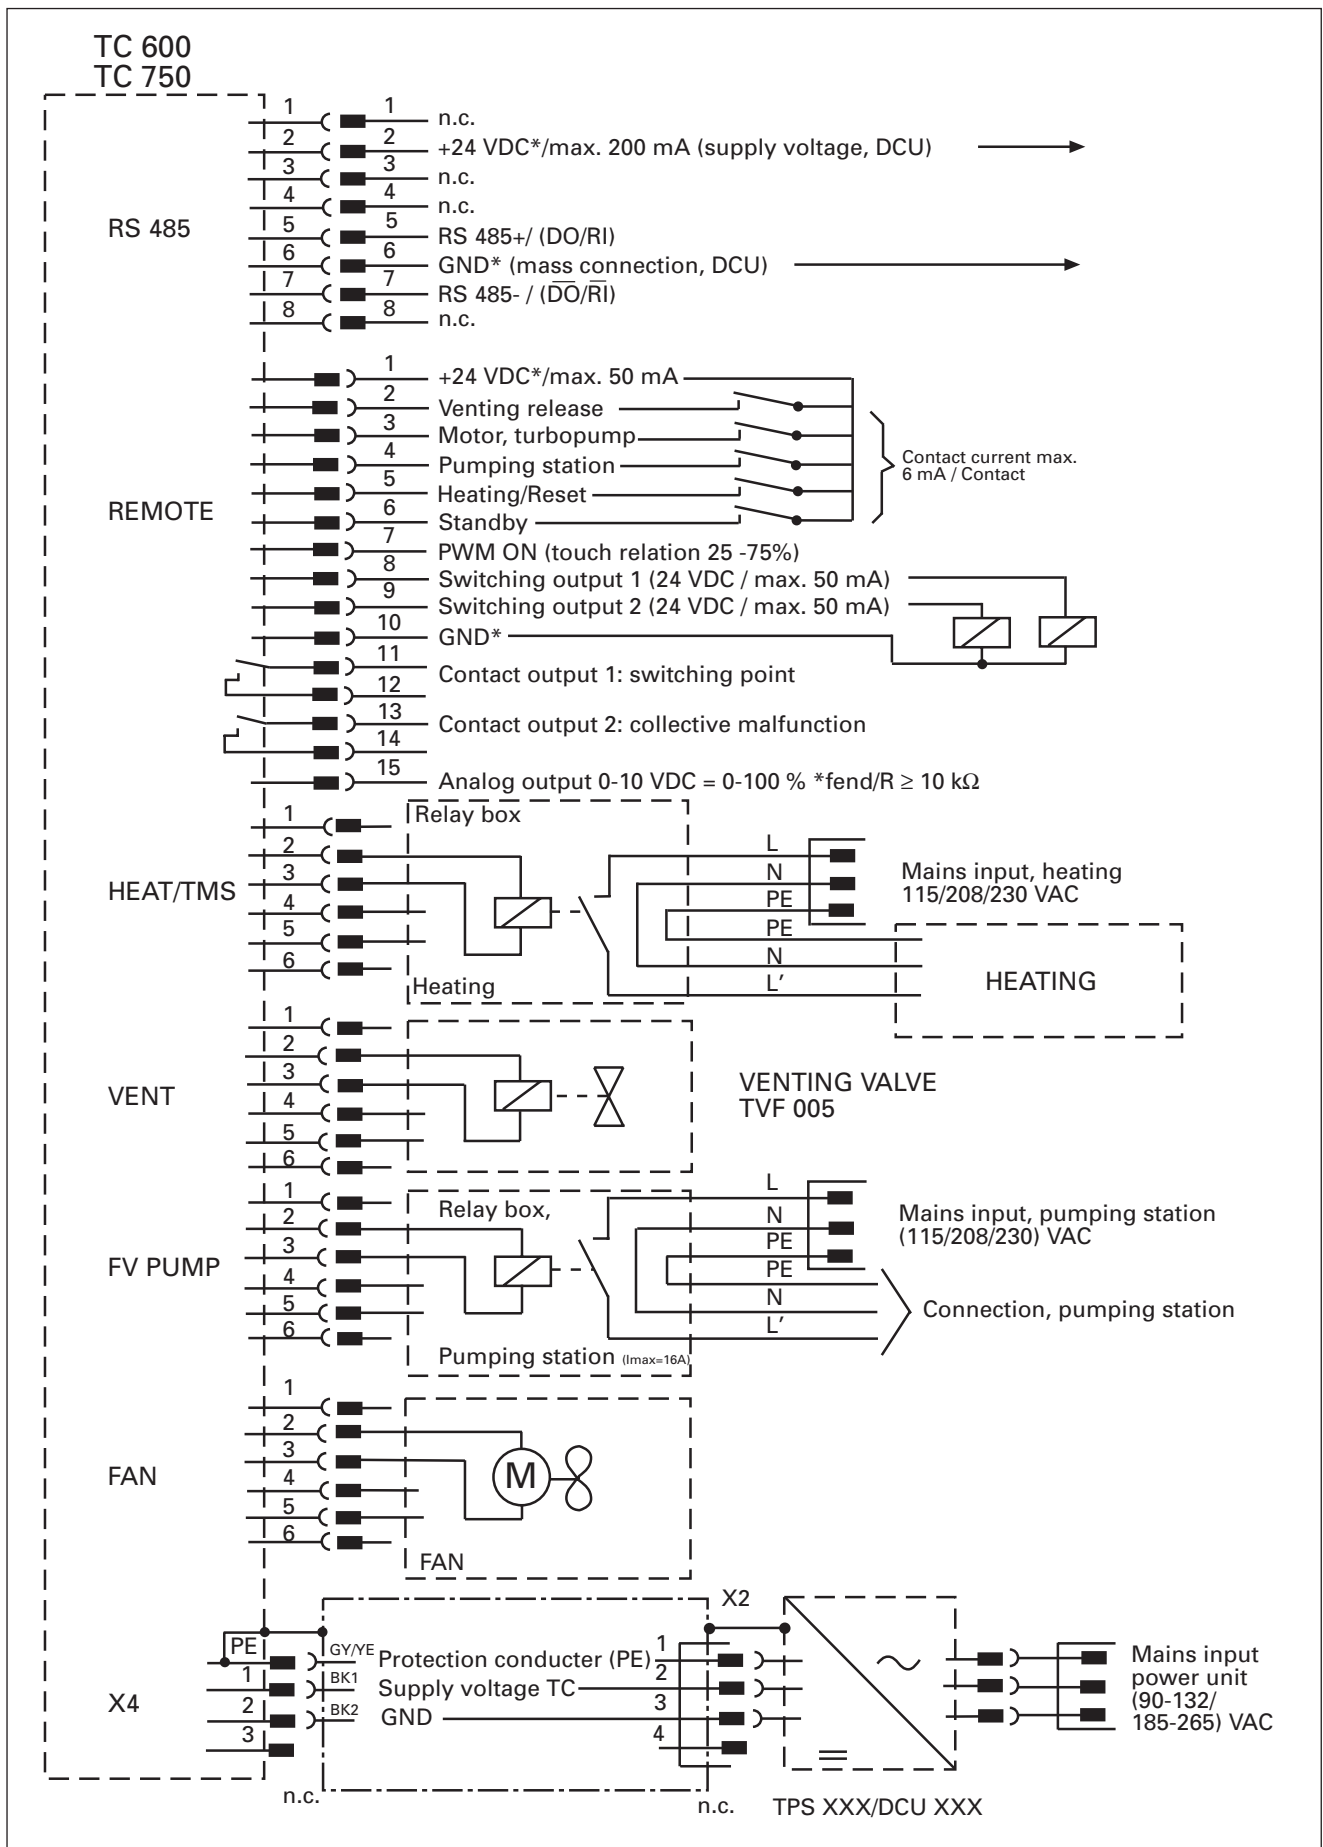 TC 600
TC 750
RS 485
1 1 n.c.
2 2 +24 VDC*/max. 200 mA (supply voltage, DCU)
3 3 n.c.
4 4 n.c.
5 5 RS 485+/ (DO/RI)
6 6 GND* (mass connection, DCU)
7 7 RS 485- / (D̅O̅/R̅I̅)
8 8 n.c.
REMOTE
1 +24 VDC*/max. 50 mA
2 Venting release
3 Motor, turbopump
4 Pumping station
5 Heating/Reset
6 Standby
Contact current max.
6 mA / Contact
7 PWM ON (touch relation 25 -75%)
8 Switching output 1 (24 VDC / max. 50 mA)
9 Switching output 2 (24 VDC / max. 50 mA)
10 GND*
11
Contact output 1: switching point
12
13
Contact output 2: collective malfunction
14
15 Analog output 0-10 VDC = 0-100 % *fend/R ≥ 10 kΩ
HEAT/TMS
1
2
3
4
5
6
Relay box
Heating
L
N
PE
PE
N
L’
Mains input, heating
115/208/230 VAC
HEATING
VENT
1
2
3
4
5
6
VENTING VALVE
TVF 005
FV PUMP
1
2
3
4
5
6
Relay box,
Pumping station (Imax=16A)
L
N
PE
PE
N
L’
Mains input, pumping station
(115/208/230) VAC
Connection, pumping station
FAN
1
2
3
4
5
6
M
FAN
X4
PE
1
2
3
n.c.
GY/YE
BK1
BK2
Protection conducter (PE)
Supply voltage TC
GND
X2
1
2
3
4
n.c.
TPS XXX/DCU XXX
Mains input
power unit
(90-132/
185-265) VAC